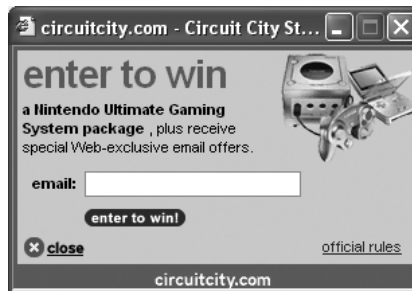 circuitcity.com - Circuit City St...
enter to win
a Nintendo Ultimate Gaming
System package , plus receive
special Web-exclusive email offers.
email:
enter to win!
close
official rules
circuitcity.com